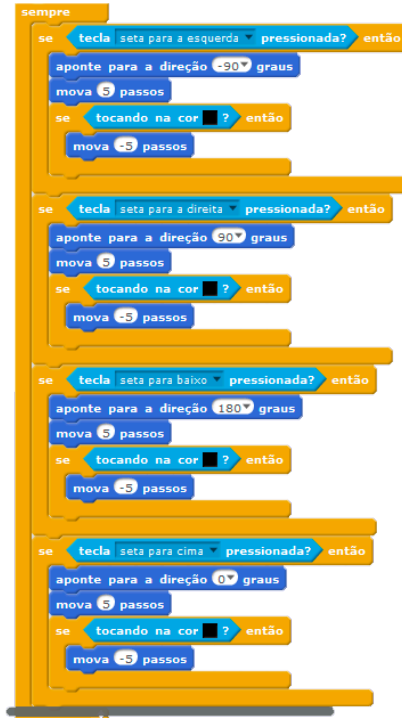 sempre
se tecla seta para a esquerda pressionada? então
aponte para a direção -90 graus
mova 5 passos
se tocando na cor ? então
mova -5 passos
se tecla seta para a direita pressionada? então
aponte para a direção 90 graus
mova 5 passos
se tocando na cor ? então
mova -5 passos
se tecla seta para baixo pressionada? então
aponte para a direção 180 graus
mova 5 passos
se tocando na cor ? então
mova -5 passos
se tecla seta para cima pressionada? então
aponte para a direção 0 graus
mova 5 passos
se tocando na cor ? então
mova -5 passos